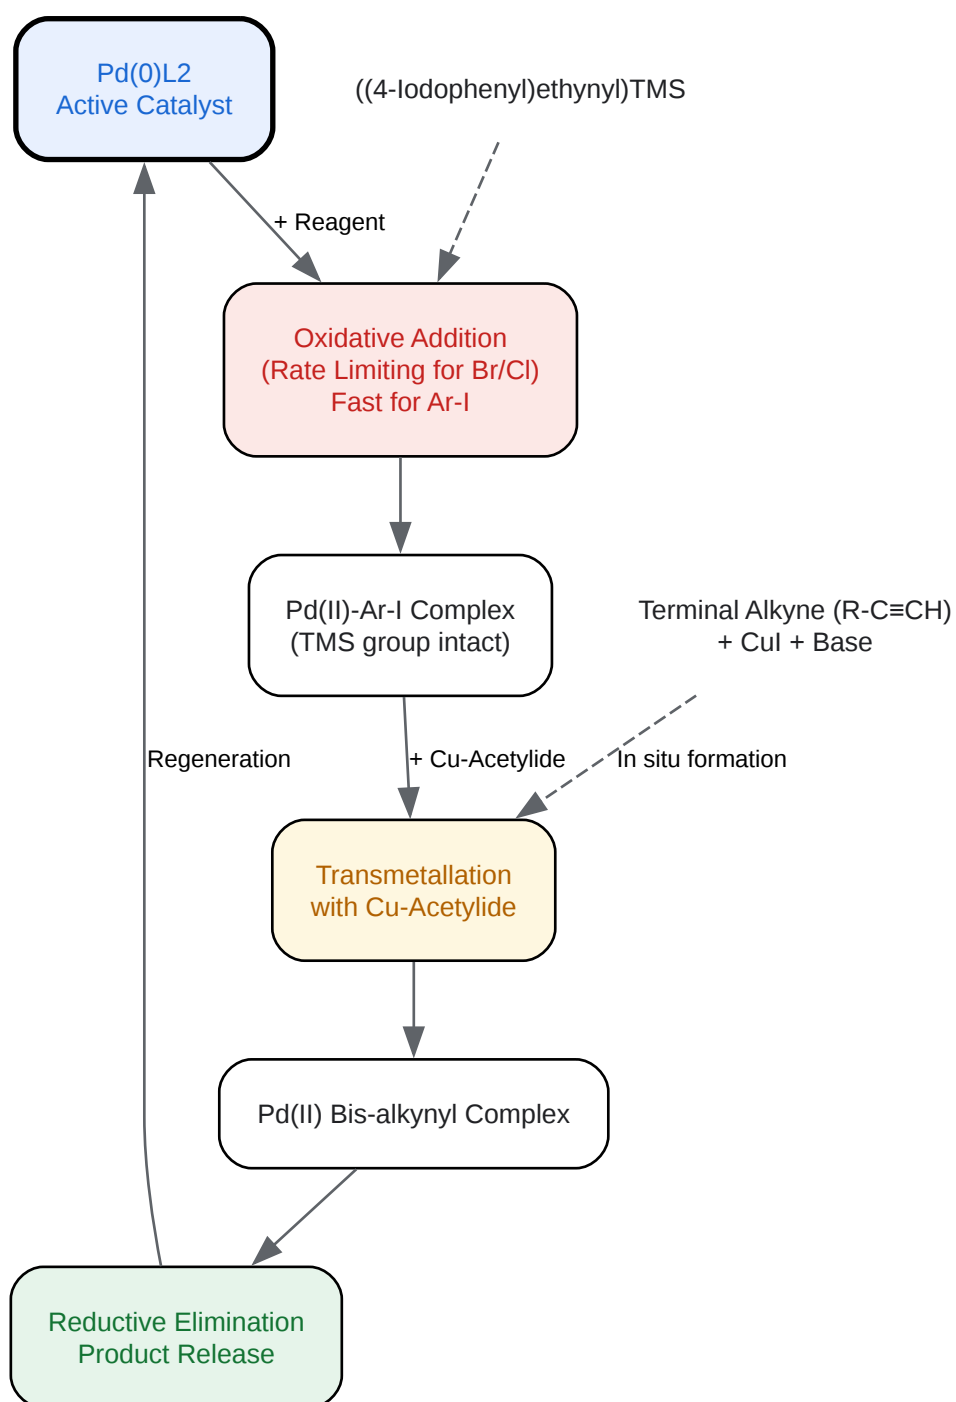 Pd(0)L2
Active Catalyst
((4-Iodophenyl)ethynyl)TMS
+ Reagent
Oxidative Addition
(Rate Limiting for Br/Cl)
Fast for Ar-I
Pd(II)-Ar-I Complex
(TMS group intact)
Terminal Alkyne (R-C≡CH)
+ CuI + Base
Regeneration
+ Cu-Acetylide
In situ formation
Transmetallation
with Cu-Acetylide
Pd(II) Bis-alkynyl Complex
Reductive Elimination
Product Release